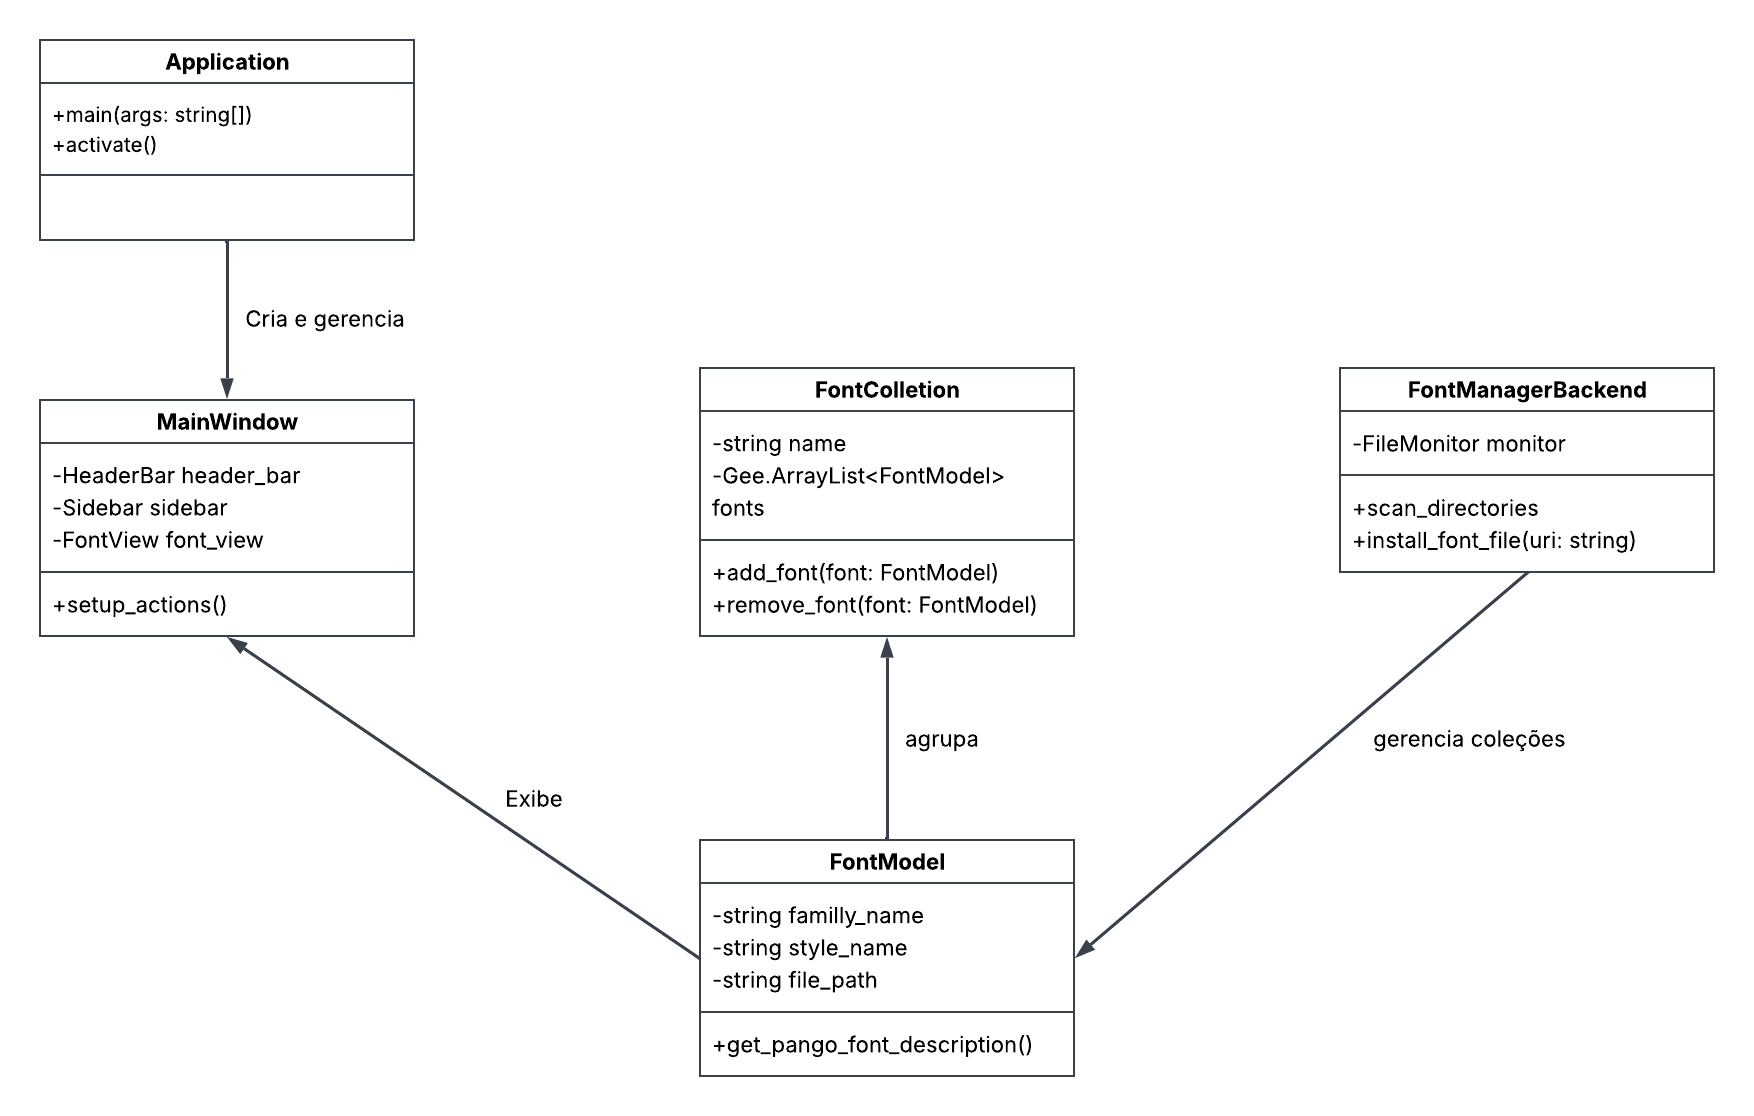 Application
+main(args: string[])
+activate()
Cria e gerencia
MainWindow
-HeaderBar header_bar
-Sidebar sidebar
-FontView font_view
+setup_actions()
FontColletion
-string name
-Gee.ArrayList<FontModel>
fonts
+add_font(font: FontModel)
+remove_font(font: FontModel)
FontManagerBackend
-FileMonitor monitor
+scan_directories
+install_font_file(uri: string)
Exibe
agrupa
gerencia coleções
FontModel
-string familly_name
-string style_name
-string file_path
+get_pango_font_description()